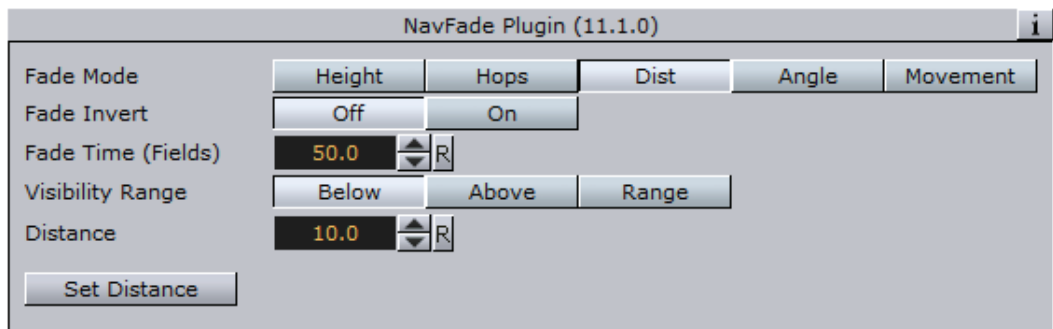 NavFade Plugin (11.1.0) i
Fade Mode Height Hops Dist Angle Movement
Fade Invert Off On
Fade Time (Fields) 50.0 R
Visibility Range Below Above Range
Distance 10.0 R
Set Distance